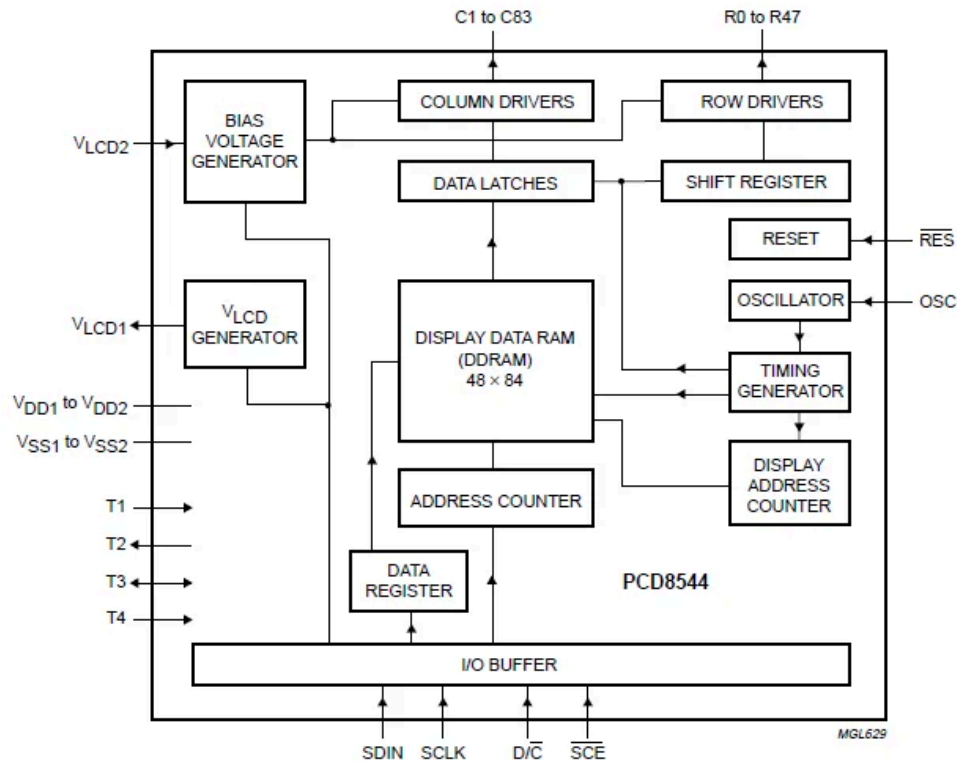 C1 to C83
R0 to R47
COLUMN DRIVERS
ROW DRIVERS
BIAS
VOLTAGE
GENERATOR
VLCD2
DATA LATCHES
SHIFT REGISTER
RESET
RES
OSCILLATOR
OSC
VLCD
GENERATOR
VLCD1
DISPLAY DATA RAM
(DDRAM)
48 × 84
TIMING
GENERATOR
VDD1 to VDD2
VSS1 to VSS2
DISPLAY
ADDRESS
COUNTER
ADDRESS COUNTER
T1
T2
T3
T4
DATA
REGISTER
PCD8544
I/O BUFFER
SDIN
SCLK
D/C
SCE
MGL629